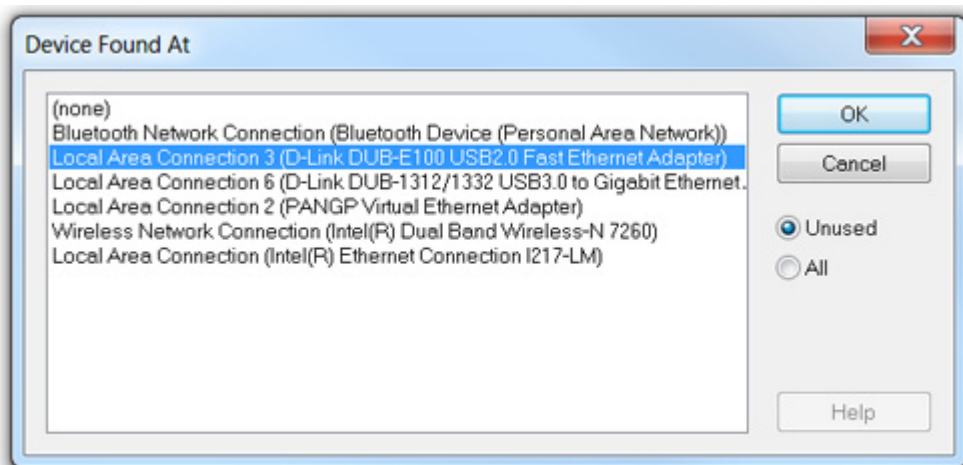 Device Found At
(none)
Bluetooth Network Connection (Bluetooth Device (Personal Area Network))
Local Area Connection 3 (D-Link DUB-E100 USB2.0 Fast Ethernet Adapter)
Local Area Connection 6 (D-Link DUB-1312/1332 USB3.0 to Gigabit Ethernet.
Local Area Connection 2 (PANGP Virtual Ethernet Adapter)
Wireless Network Connection (Intel(R) Dual Band Wireless-N 7260)
Local Area Connection (Intel(R) Ethernet Connection I217-LM)
OK
Cancel
Unused
All
Help